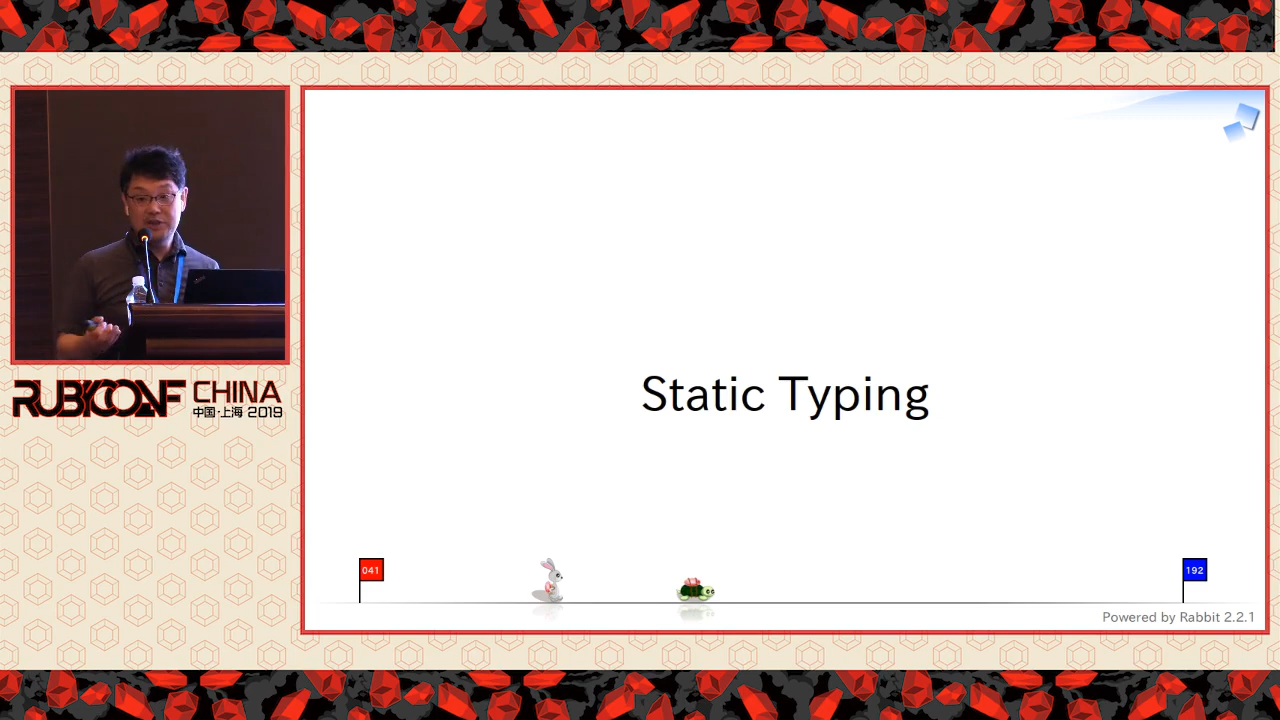 RUBYCONF CHINA
中国·上海 2019
Static Typing
041
192
Powered by Rabbit 2.2.1